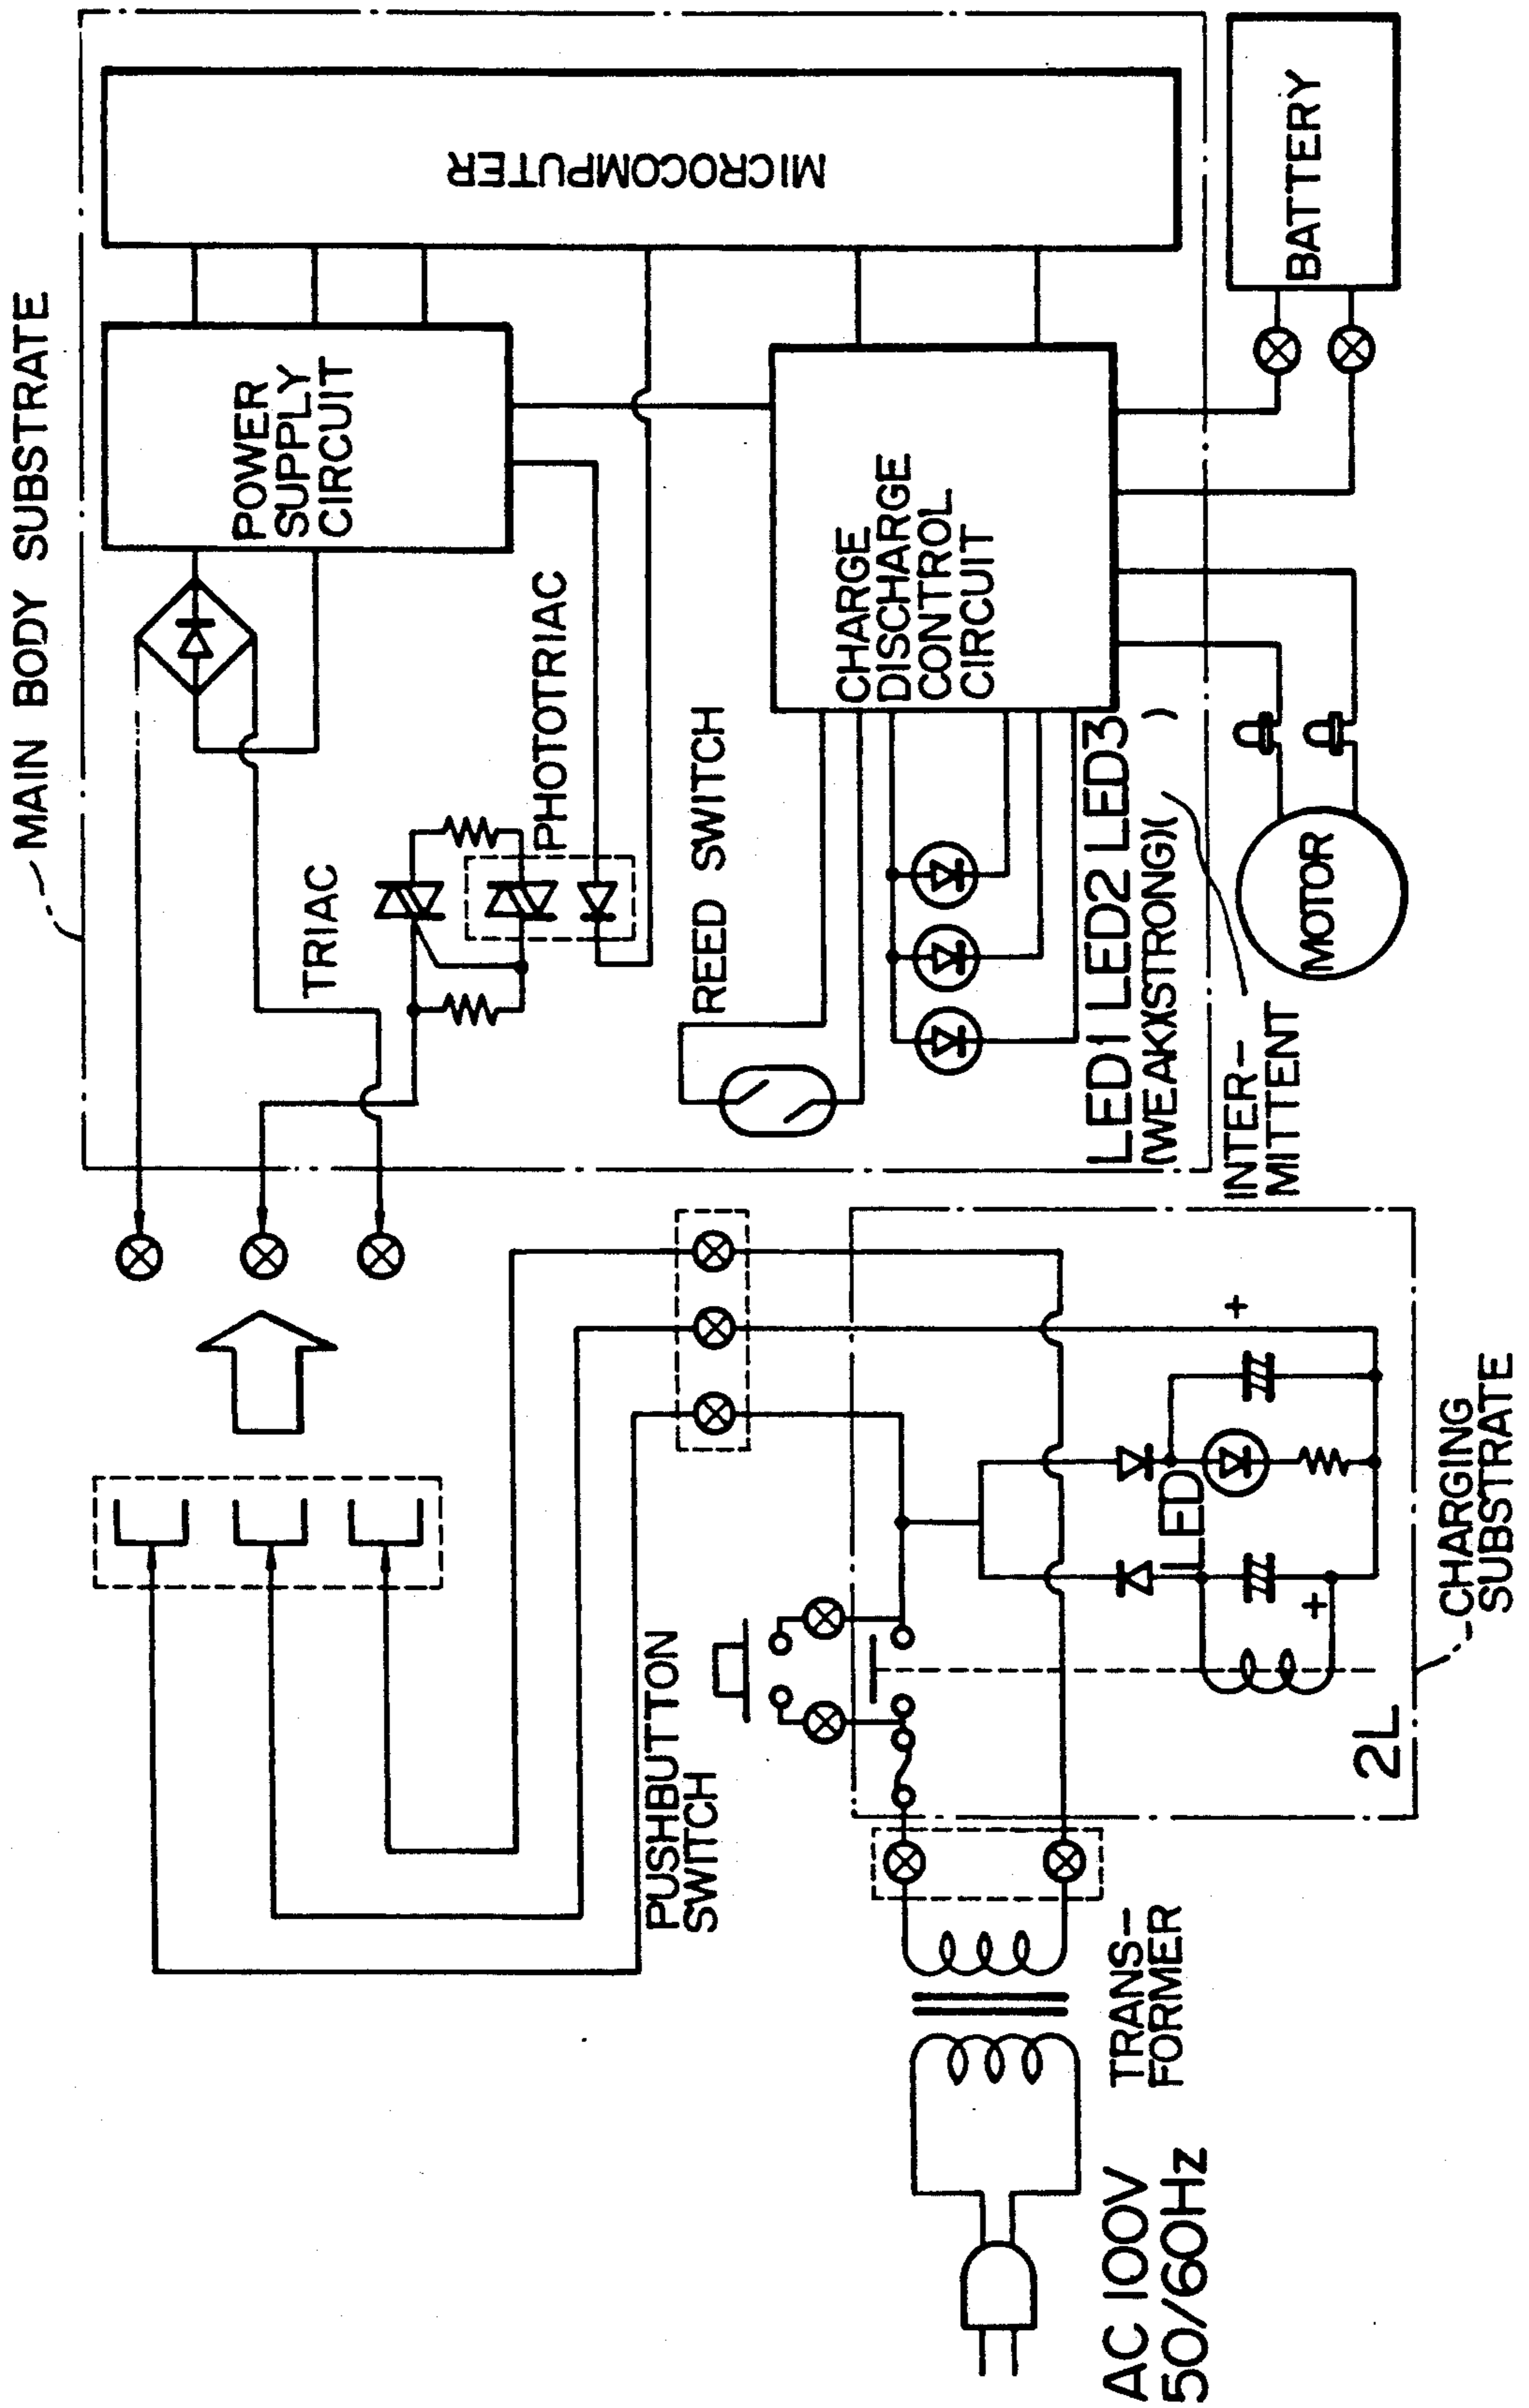 MAIN BODY SUBSTRATE
MICROCOMPUTER
POWER
SUPPLY
CIRCUIT
TRIAC
PHOTOTRIAC
REED SWITCH
CHARGE
DISCHARGE
CONTROL
CIRCUIT
LED1 LED2 LED3
(WEAK)(STRONG)( )
INTER-
MITTENT
BATTERY
MOTOR
PUSHBUTTON
SWITCH
LED
+
+
2L
CHARGING
SUBSTRATE
TRANS-
FORMER
AC 100V
50/60Hz